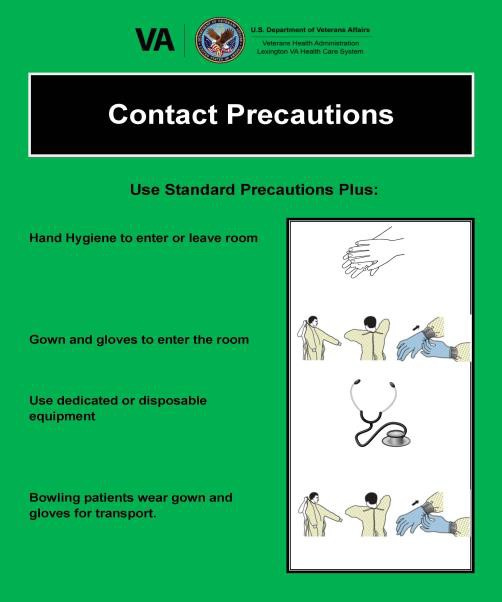 VA
U.S. Department of Veterans Affairs
Veterans Health Administration
Lexington VA Health Care System
Contact Precautions
Use Standard Precautions Plus:
Hand Hygiene to enter or leave room
Gown and gloves to enter the room
Use dedicated or disposable
equipment
Bowling patients wear gown and
gloves for transport.